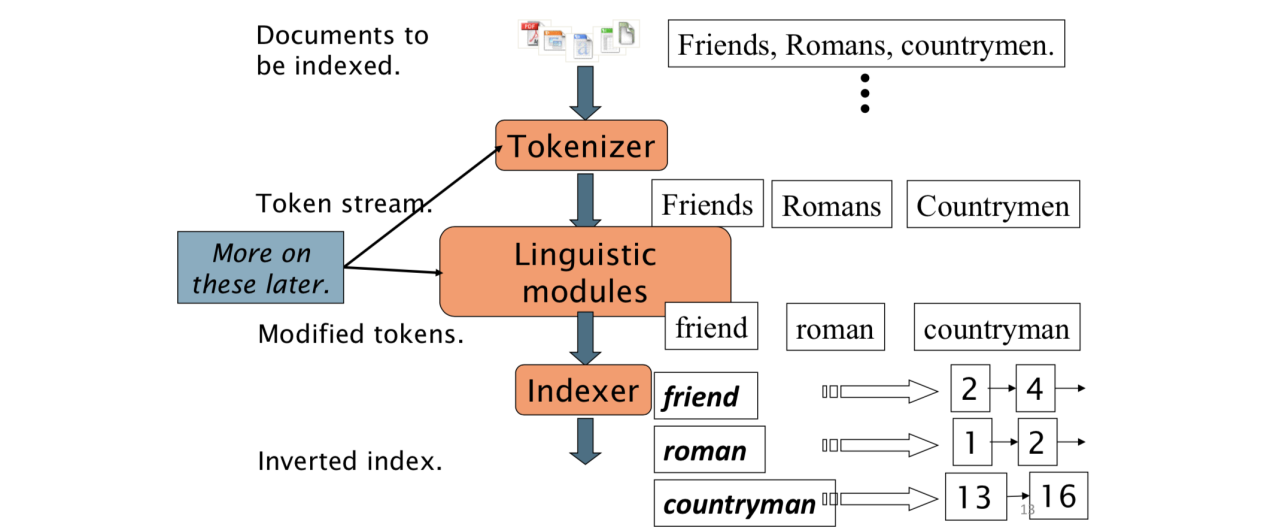 Documents to
be indexed.
PDF
Friends, Romans, countrymen.
Tokenizer
Token stream.
Friends
Romans
Countrymen
More on
these later.
Linguistic
modules
Modified tokens.
friend
roman
countryman
Indexer
friend
2
4
roman
1
2
Inverted index.
countryman
13
16
13